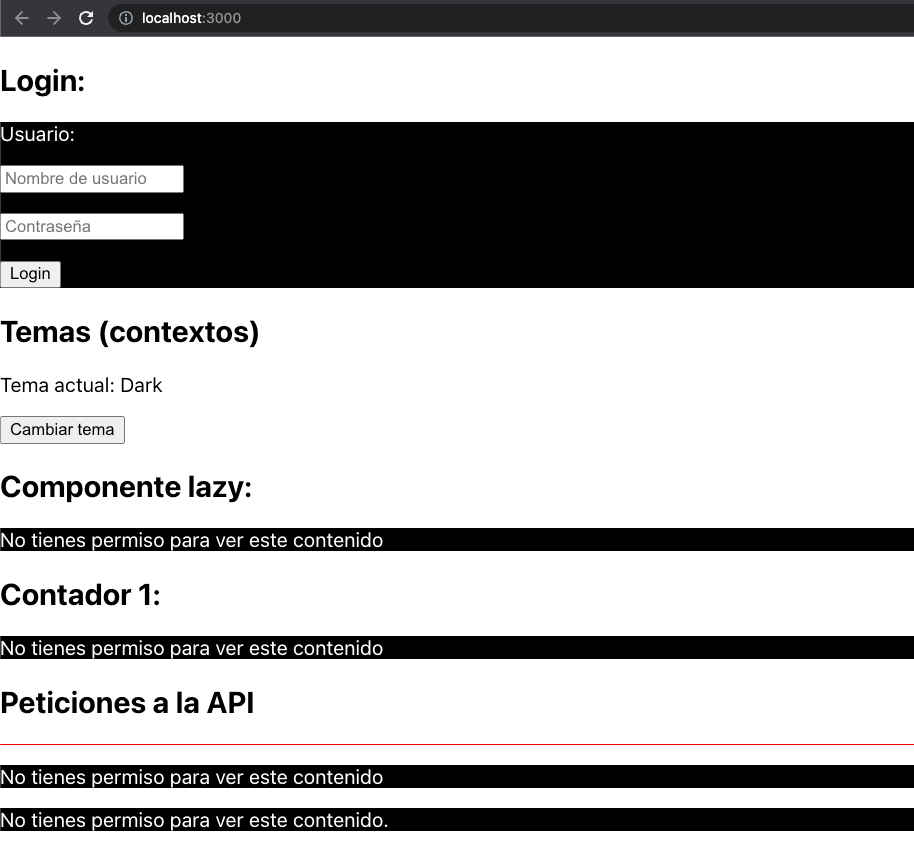 localhost:3000
Login:
Usuario:
Nombre de usuario
Contraseña
Login
Temas (contextos)
Tema actual: Dark
Cambiar tema
Componente lazy:
No tienes permiso para ver este contenido
Contador 1:
No tienes permiso para ver este contenido
Peticiones a la API
No tienes permiso para ver este contenido
No tienes permiso para ver este contenido.